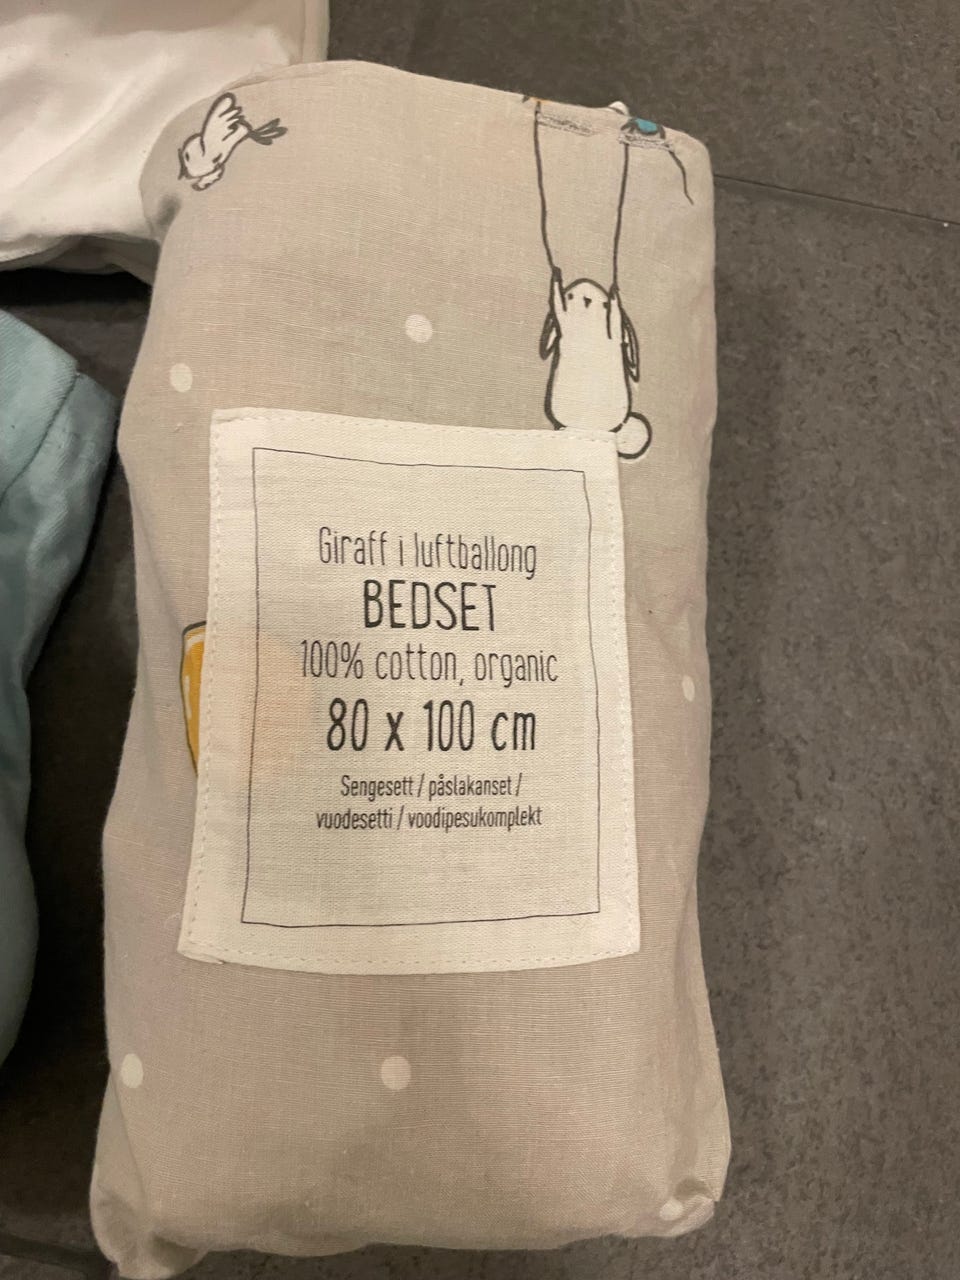 Giraff i luftballong
BEDSET
100% cotton, organic
80 x 100 cm
Sengesett / påslakanset /
vuodesetti / voodipesukomplekt